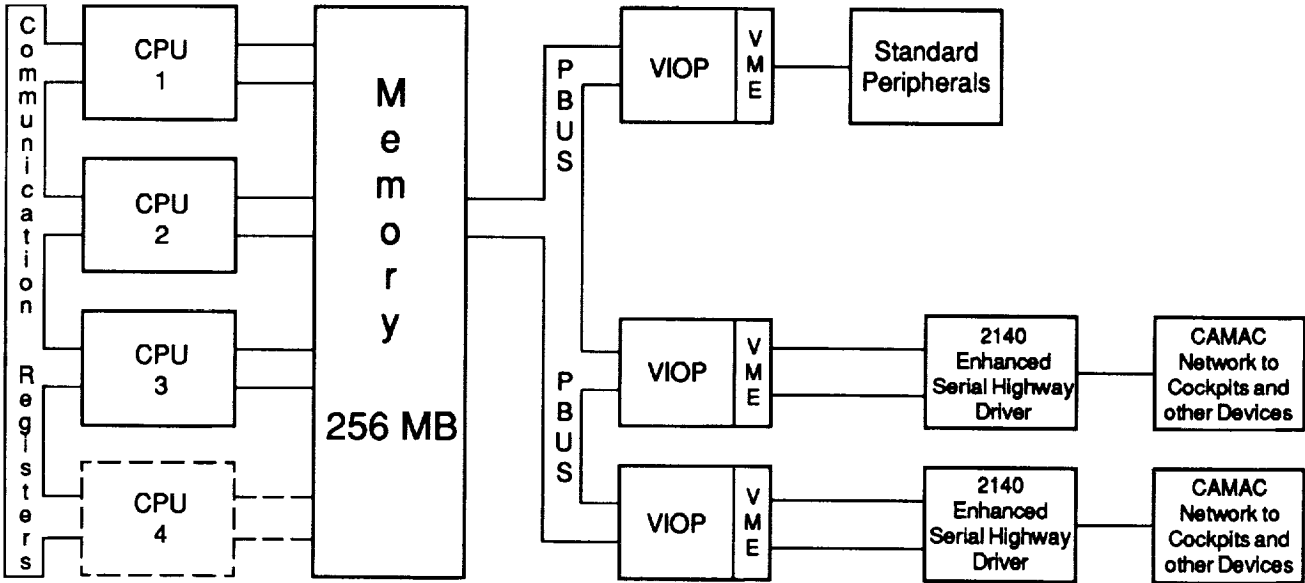 Communication Registers
CPU
1
CPU
2
CPU
3
CPU
4
Memory
256 MB
PBUS
PBUS
VIOP
VME
Standard
Peripherals
VIOP
VME
2140
Enhanced
Serial Highway
Driver
CAMAC
Network to
Cockpits and
other Devices
VIOP
VME
2140
Enhanced
Serial Highway
Driver
CAMAC
Network to
Cockpits and
other Devices